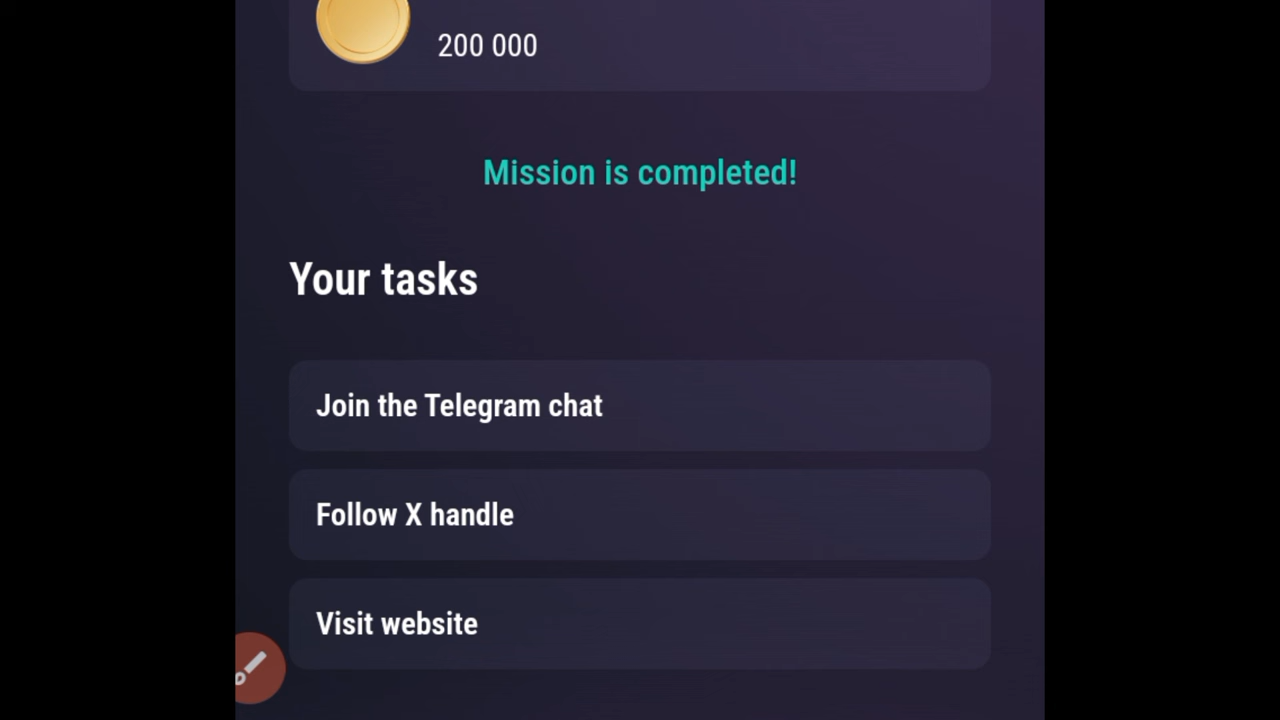 200 000
Mission is completed!
Your tasks
Join the Telegram chat
Follow X handle
Visit website